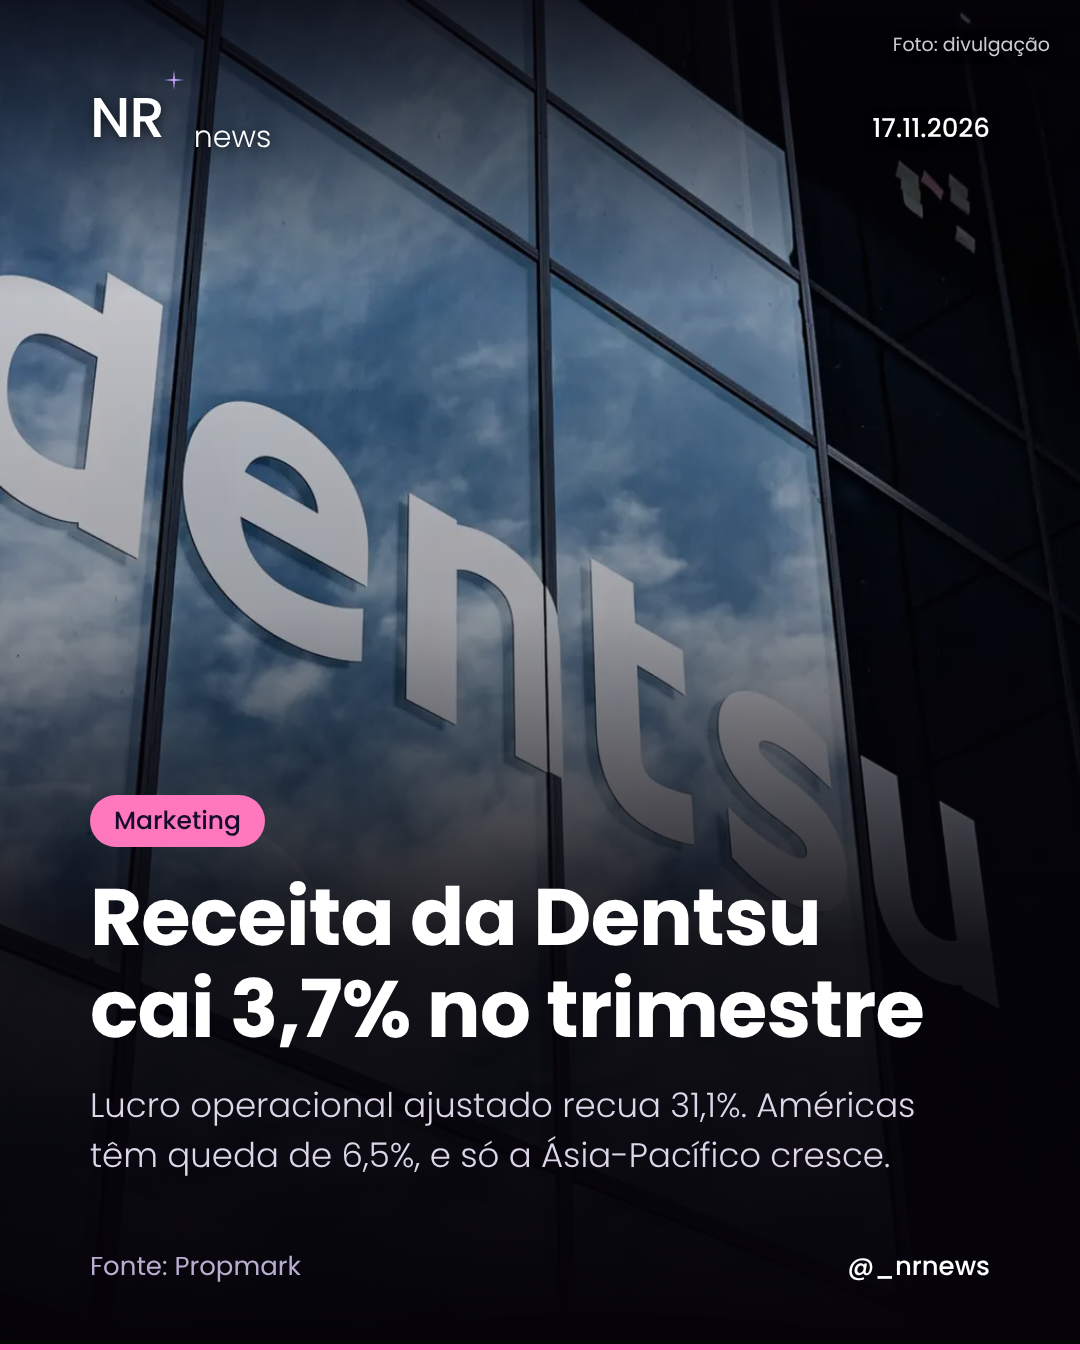 Foto: divulgação
NR news
17.11.2026
dentsu
Marketing
Receita da Dentsu
cai 3,7% no trimestre
Lucro operacional ajustado recua 31,1%. Américas
têm queda de 6,5%, e só a Ásia-Pacífico cresce.
Fonte: Propmark
@_nrnews